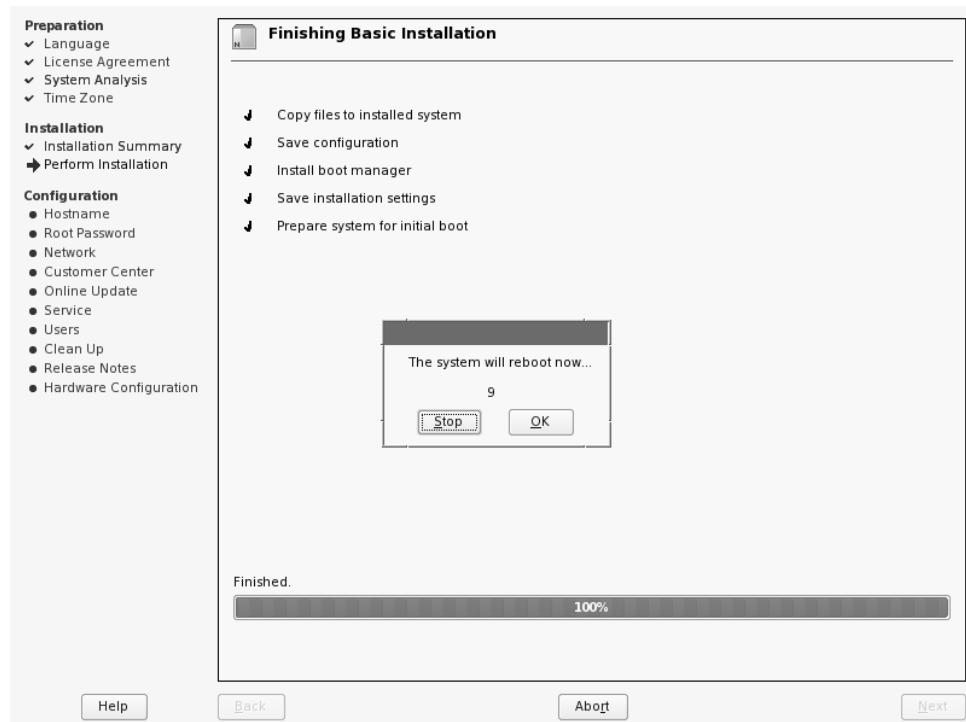 Preparation
Language
License Agreement
System Analysis
Time Zone
Installation
Installation Summary
Perform Installation
Configuration
Hostname
Root Password
Network
Customer Center
Online Update
Service
Users
Clean Up
Release Notes
Hardware Configuration
N
Finishing Basic Installation
Copy files to installed system
Save configuration
Install boot manager
Save installation settings
Prepare system for initial boot
The system will reboot now...
9
Stop
OK
Finished.
100%
Help
Back
Abort
Next